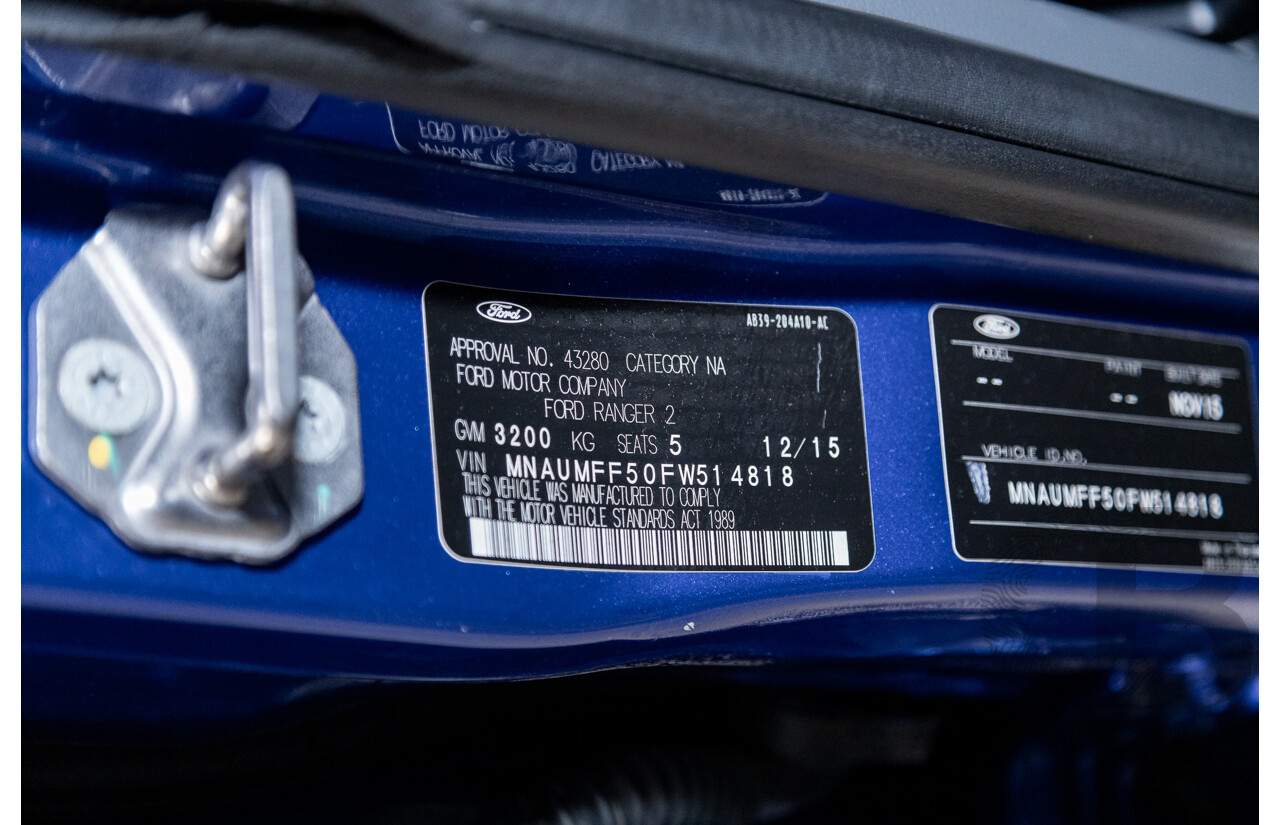 Ford
AB39-204A10-AC
APPROVAL NO. 43280 CATEGORY NA
FORD MOTOR COMPANY
FORD RANGER 2
GVM 3200 KG SEATS 5 12/15
VIN MNAUMFF50FW514818
THIS VEHICLE WAS MANUFACTURED TO COMPLY
WITH THE MOTOR VEHICLE STANDARDS ACT 1989
Ford
MODEL PAINT BUILT DATE
-- -- NOV15
VEHICLE ID.NO.
MNAUMFF50FW514818